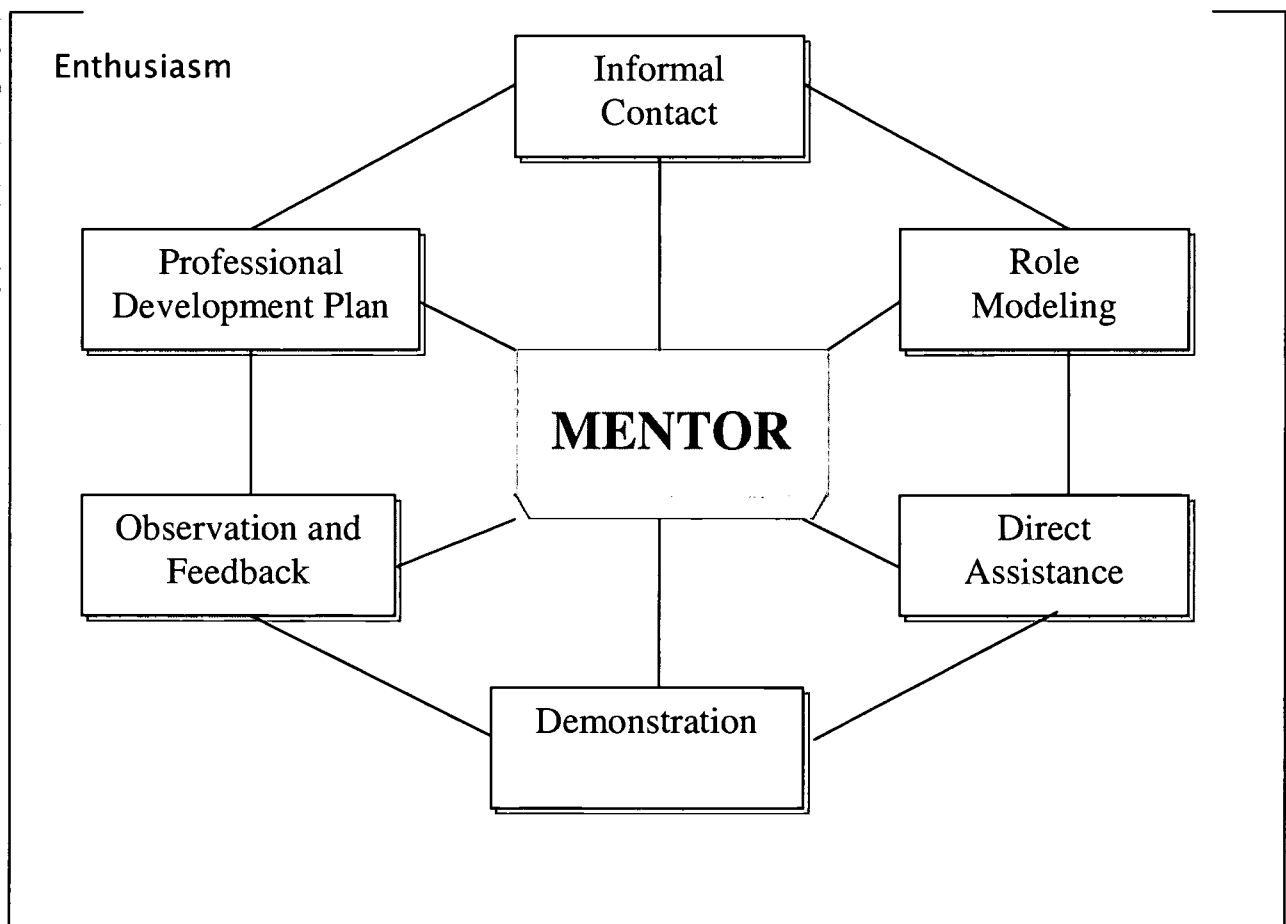 Enthusiasm
Informal
Contact
Professional
Development Plan
Role
Modeling
MENTOR
Observation and
Feedback
Direct
Assistance
Demonstration